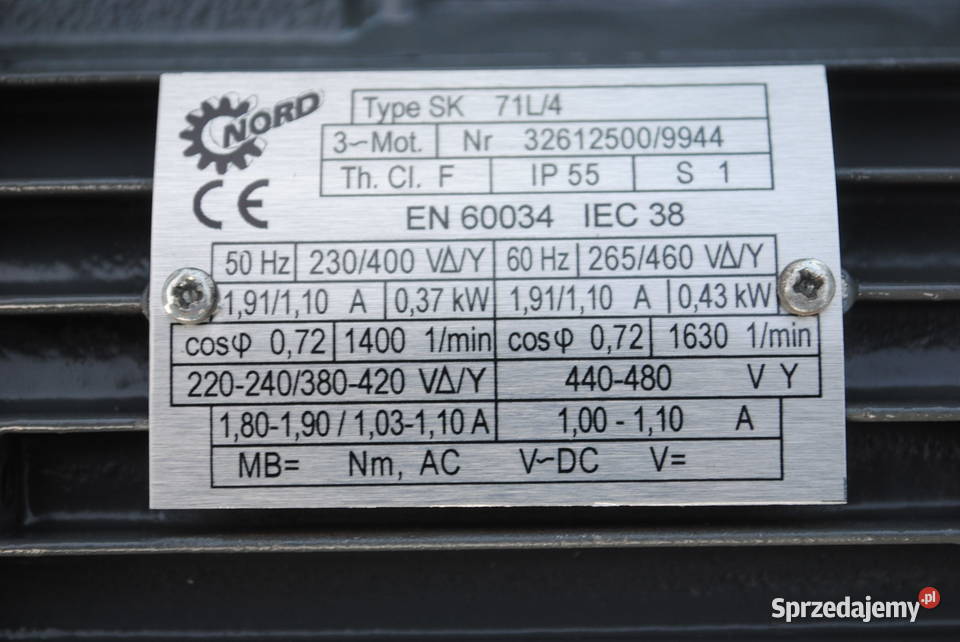 NORD
Type SK 71L/4
3~Mot. Nr 32612500/9944
Th. Cl. F IP 55 S 1
CE
EN 60034 IEC 38
50 Hz 230/400 VΔ/Y 60 Hz 265/460 VΔ/Y
1,91/1,10 A 0,37 kW 1,91/1,10 A 0,43 kW
cosφ 0,72 1400 1/min cosφ 0,72 1630 1/min
220-240/380-420 VΔ/Y 440-480 V Y
1,80-1,90 / 1,03-1,10 A 1,00 - 1,10 A
MB= Nm, AC V~DC V=
Sprzedajemy.pl